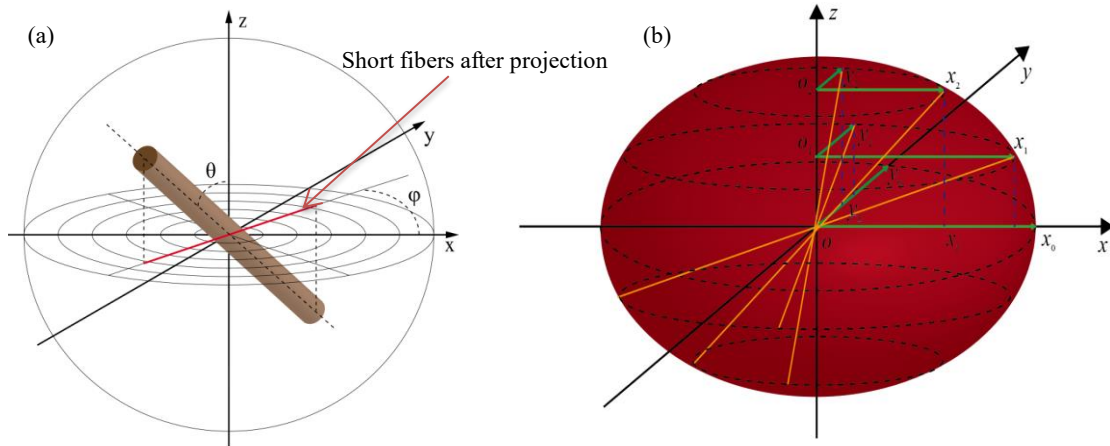 (a)
z
Short fibers after projection
y
θ
φ
x
(b)
z
y
x₂
x₁
o
x
x₀
x